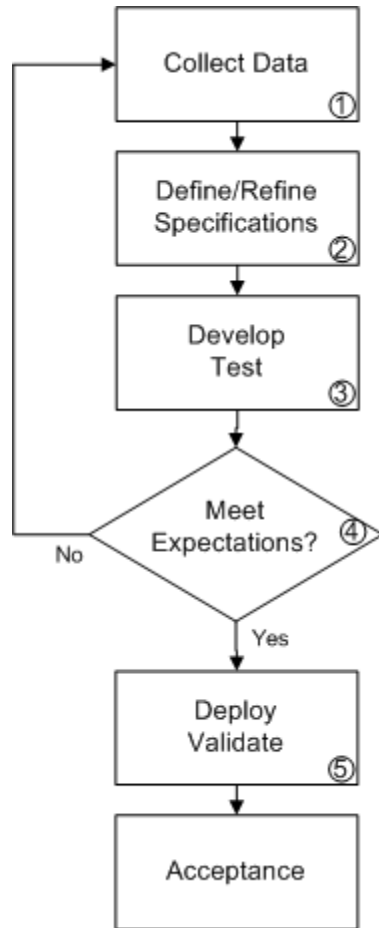 Collect Data
①
Define/Refine
Specifications
②
Develop
Test
③
Meet
Expectations?
④
No
Yes
Deploy
Validate
⑤
Acceptance